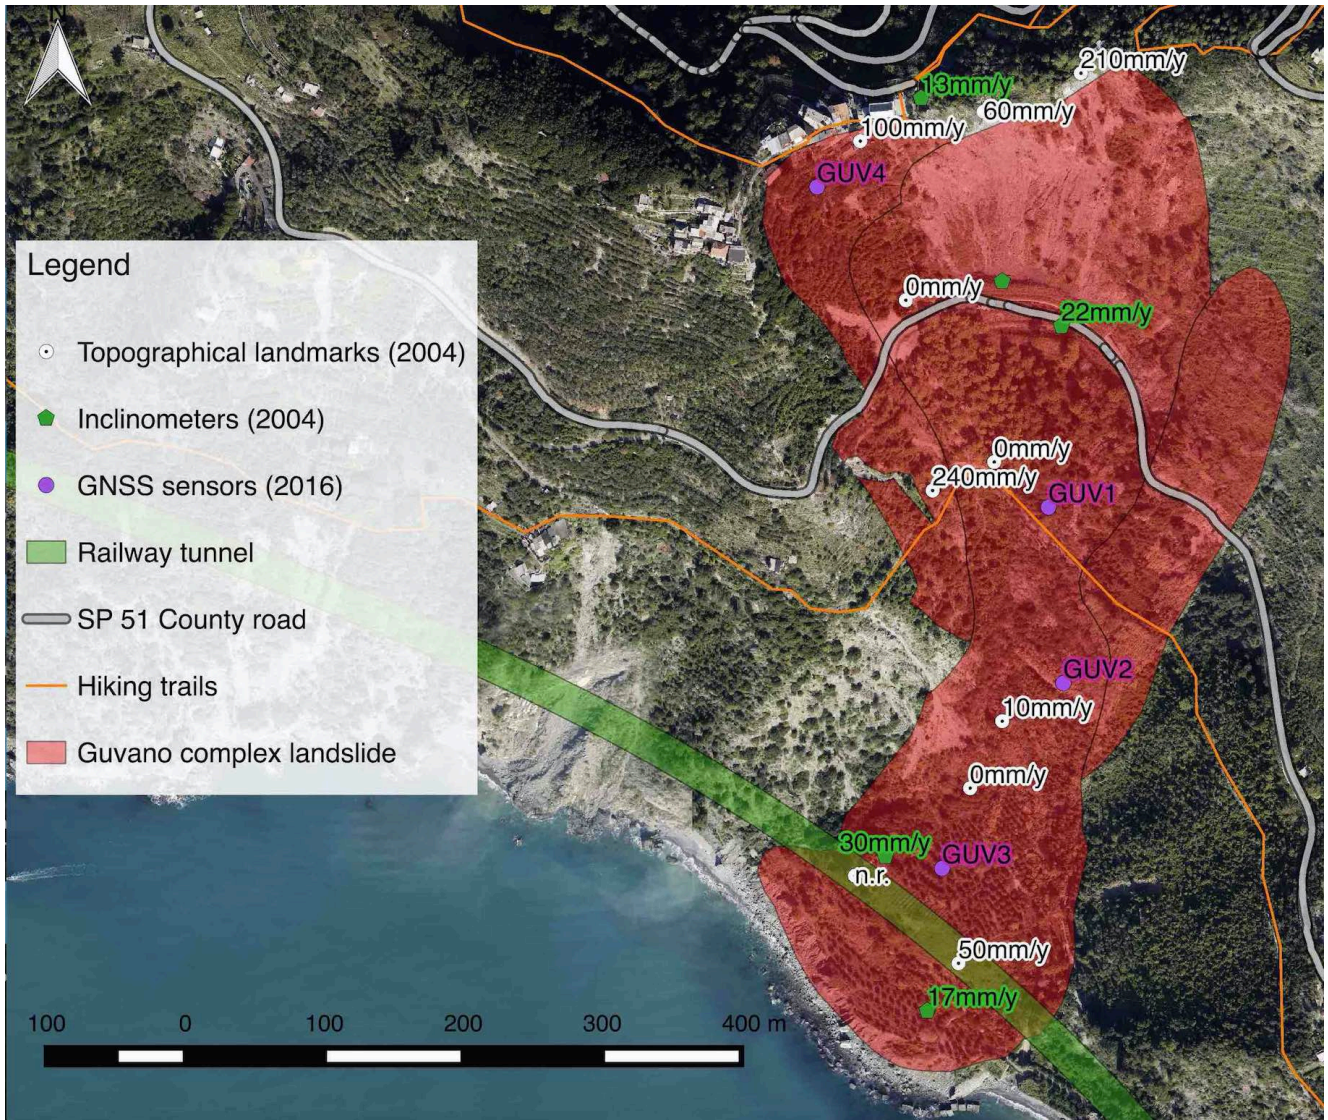 210mm/y
13mm/y
60mm/y
100mm/y
GUV4
Legend
0mm/y
22mm/y
Topographical landmarks (2004)
Inclinometers (2004)
0mm/y
240mm/y
GNSS sensors (2016)
GUV1
Railway tunnel
SP 51 County road
GUV2
Hiking trails
10mm/y
Guvano complex landslide
0mm/y
30mm/y
GUV3
n.r.
50mm/y
17mm/y
100 0 100 200 300 400 m